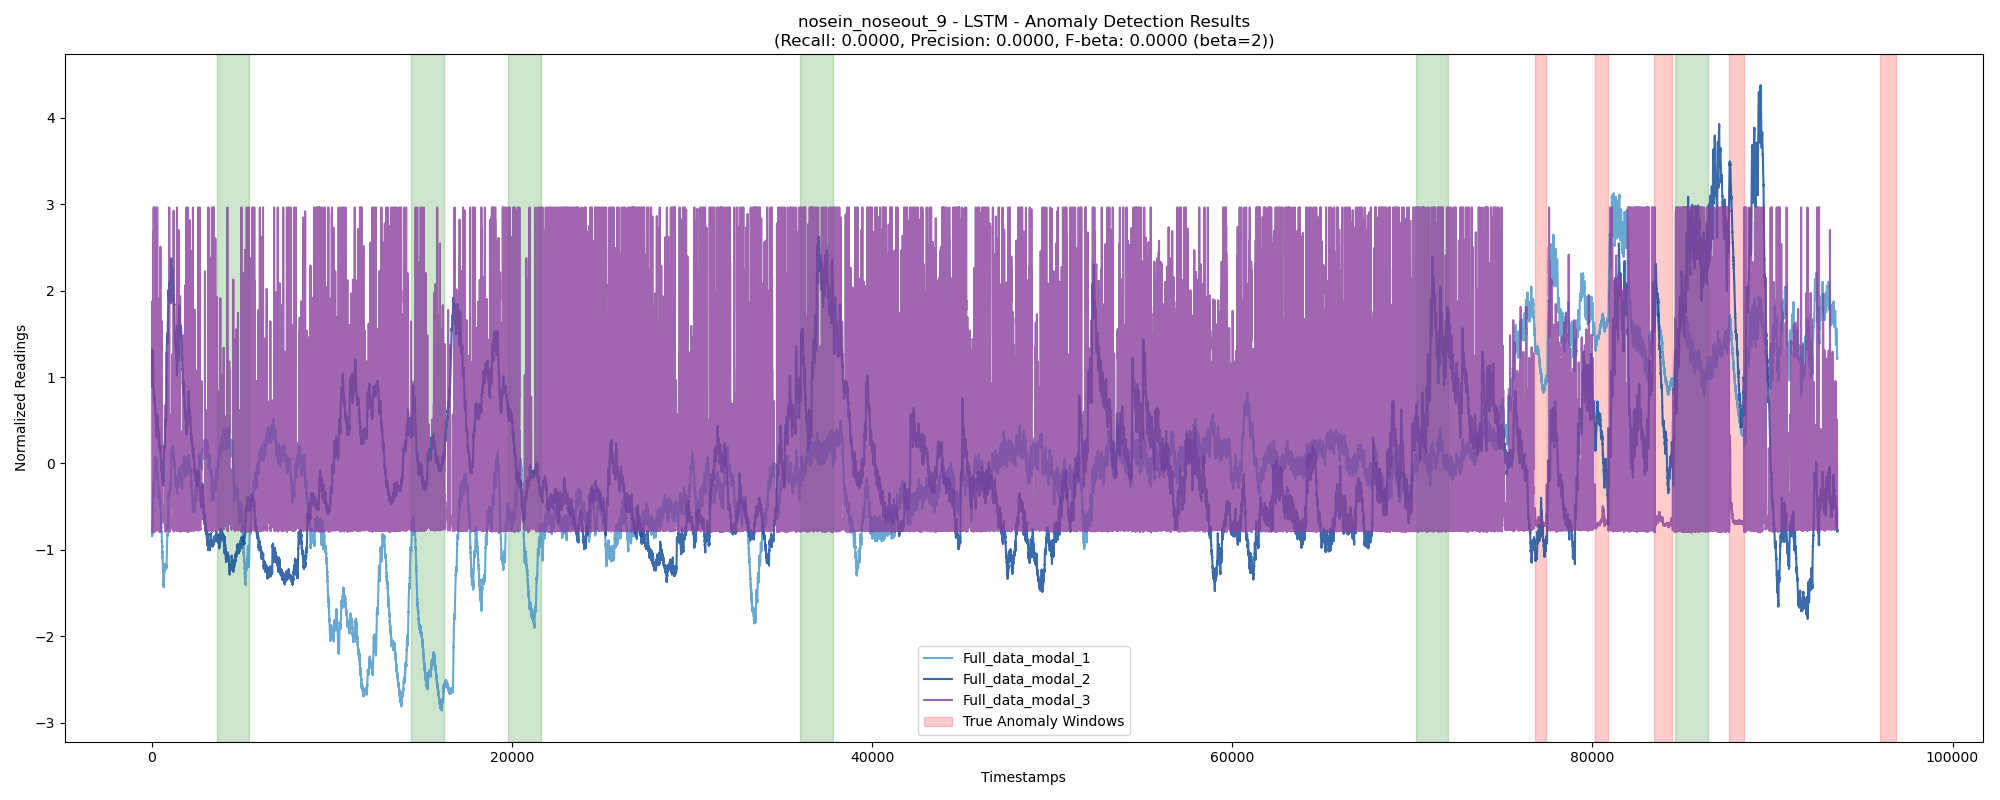 nosein_noseout_9 - LSTM - Anomaly Detection Results
(Recall: 0.0000, Precision: 0.0000, F-beta: 0.0000 (beta=2))
Normalized Readings
4
3
2
1
0
−1
−2
−3
Full_data_modal_1
Full_data_modal_2
Full_data_modal_3
True Anomaly Windows
0 20000 40000 60000 80000 100000
Timestamps